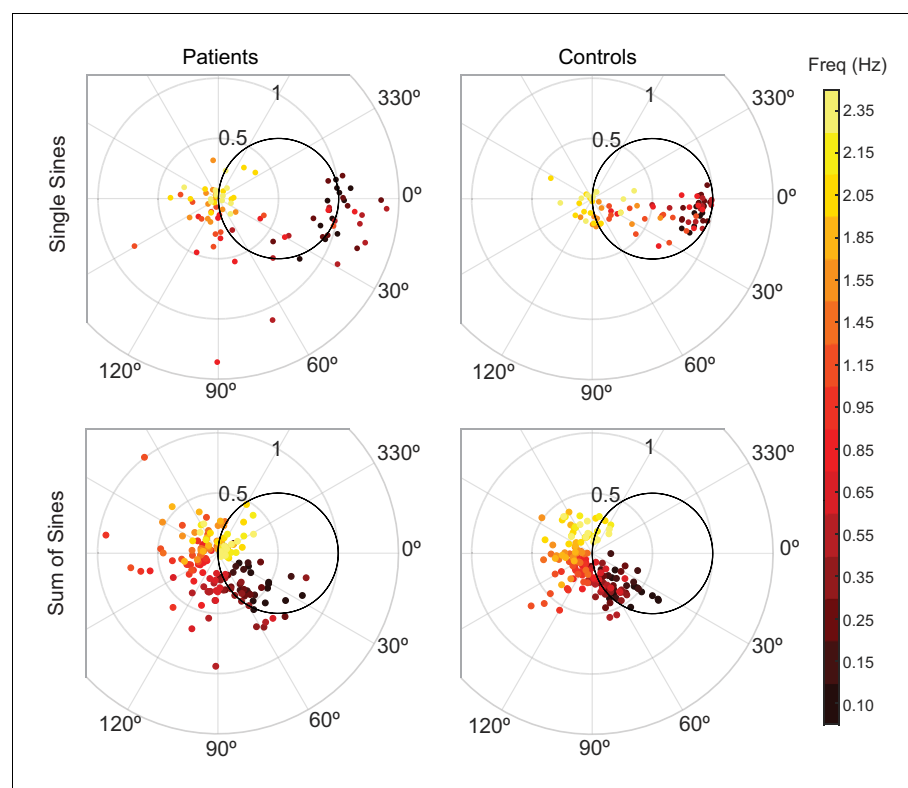 Patients
Controls
Freq (Hz)
Single Sines
1
0.5
330º
0º
30º
60º
90º
120º
1
0.5
330º
0º
30º
60º
90º
120º
Sum of Sines
1
0.5
330º
0º
30º
60º
90º
120º
1
0.5
330º
0º
30º
60º
90º
120º
2.35
2.15
2.05
1.85
1.55
1.45
1.15
0.95
0.85
0.65
0.55
0.35
0.25
0.15
0.10